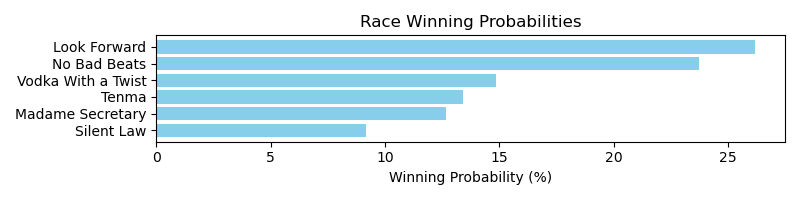 Race Winning Probabilities
Look Forward
No Bad Beats
Vodka With a Twist
Tenma
Madame Secretary
Silent Law
0 5 10 15 20 25
Winning Probability (%)